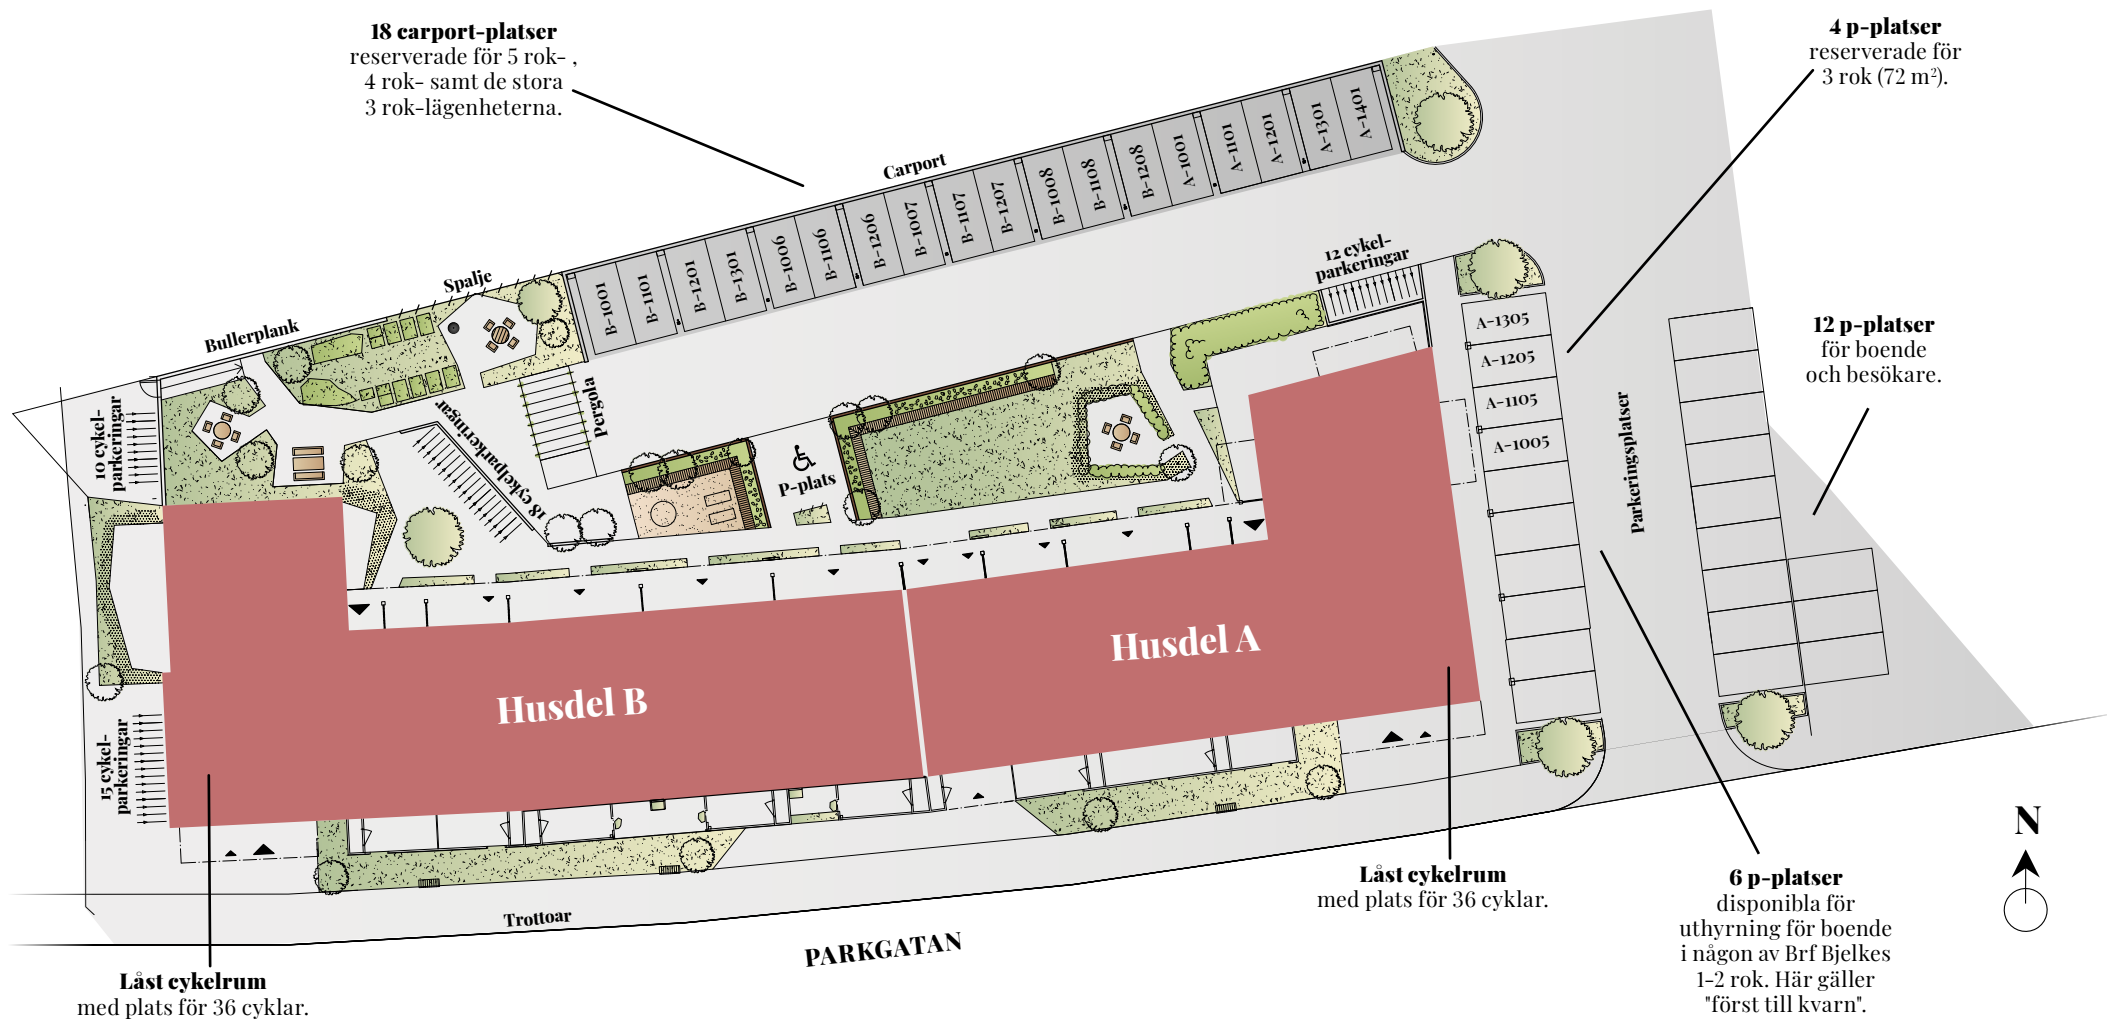 18 carport-platser
reserverade för 5 rok- ,
4 rok- samt de stora
3 rok-lägenheterna.
4 p-platser
reserverade för
3 rok (72 m²).
Carport
B-1001
B-1101
B-1201
B-1301
B-1006
B-1106
B-1206
B-1007
B-1107
B-1207
B-1008
B-1108
B-1208
A-1001
A-1101
A-1201
A-1301
A-1401
Spalje
Bullerplank
12 cykel-
parkeringar
A-1305
A-1205
A-1105
A-1005
Parkeringsplatser
12 p-platser
för boende
och besökare.
10 cykel-
parkeringar
18 cykelparkeringar
Pergola
P-plats
Husdel A
Husdel B
15 cykel-
parkeringar
Låst cykelrum
med plats för 36 cyklar.
6 p-platser
disponibla för
uthyrning för boende
i någon av Brf Bjelkes
1-2 rok. Här gäller
"först till kvarn".
N
Trottoar
PARKGATAN
Låst cykelrum
med plats för 36 cyklar.